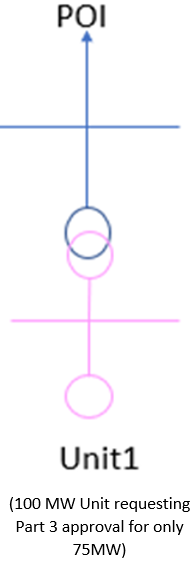 POI
Unit1
(100 MW Unit requesting
Part 3 approval for only
75MW)